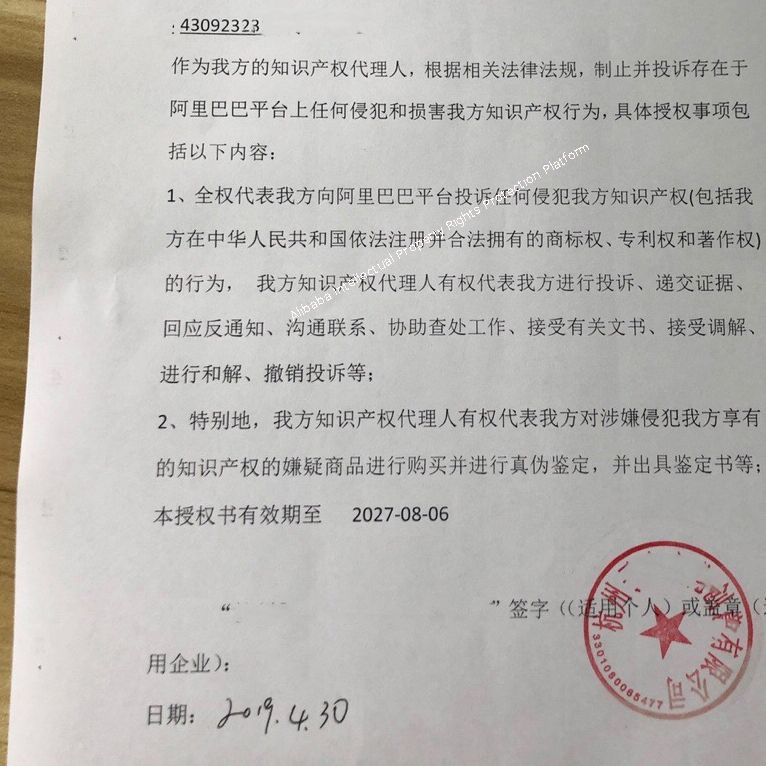 : 43092323
作为我方的知识产权代理人，根据相关法律法规，制止并投诉存在于
阿里巴巴平台上任何侵犯和损害我方知识产权行为，具体授权事项包
括以下内容：
1、全权代表我方向阿里巴巴平台投诉任何侵犯我方知识产权(包括我
方在中华人民共和国依法注册并合法拥有的商标权、专利权和著作权)
的行为， 我方知识产权代理人有权代表我方进行投诉、递交证据、
回应反通知、沟通联系、协助查处工作、接受有关文书、接受调解、
进行和解、撤销投诉等；
2、特别地，我方知识产权代理人有权代表我方对涉嫌侵犯我方享有
的知识产权的嫌疑商品进行购买并进行真伪鉴定，并出具鉴定书等；
本授权书有效期至 2027-08-06
“ ”签字（(适用个人）或盖章（适
用企业）：
日期：2019.4.30
Alibaba Intellectual Property Rights Protection Platform
杭州 有限公司
3301080085477